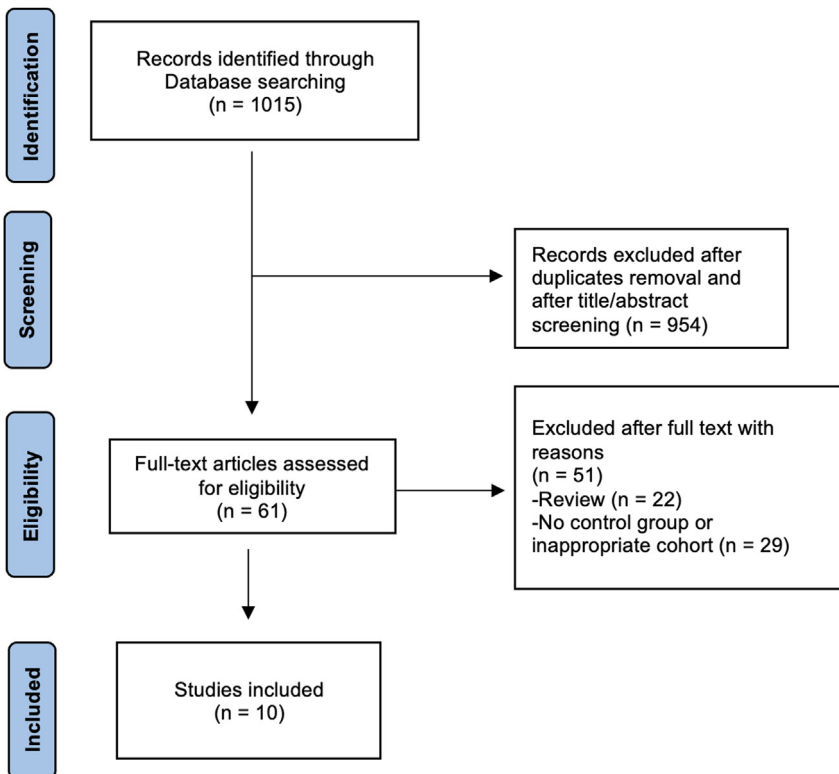 Identification
Records identified through
Database searching
(n = 1015)
Screening
Records excluded after
duplicates removal and
after title/abstract
screening (n = 954)
Eligibility
Full-text articles assessed
for eligibility
(n = 61)
Excluded after full text with
reasons
(n = 51)
-Review (n = 22)
-No control group or
inappropriate cohort (n = 29)
Included
Studies included
(n = 10)